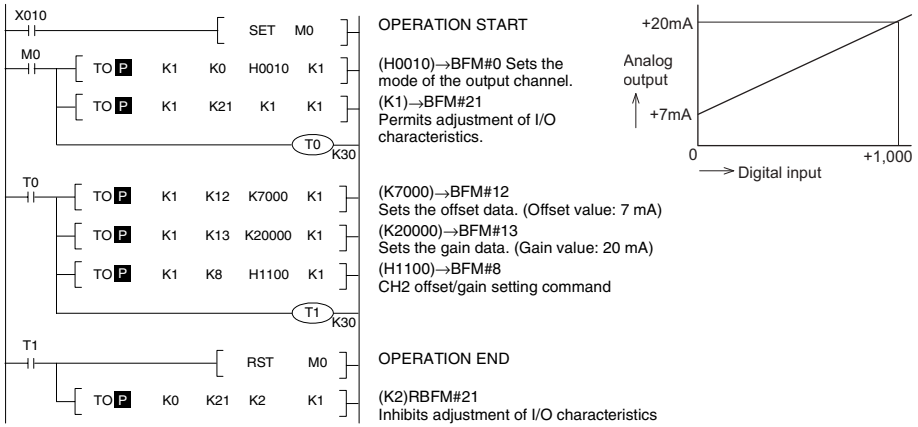 X010
SET M0
OPERATION START
M0
TO P K1 K0 H0010 K1
(H0010)→BFM#0 Sets the
mode of the output channel.
TO P K1 K21 K1 K1
(K1)→BFM#21
Permits adjustment of I/O
characteristics.
T0
K30
T0
TO P K1 K12 K7000 K1
(K7000)→BFM#12
Sets the offset data. (Offset value: 7 mA)
TO P K1 K13 K20000 K1
(K20000)→BFM#13
Sets the gain data. (Gain value: 20 mA)
TO P K1 K8 H1100 K1
(H1100)→BFM#8
CH2 offset/gain setting command
T1
K30
T1
RST M0
OPERATION END
TO P K0 K21 K2 K1
(K2)RBFM#21
Inhibits adjustment of I/O characteristics
+20mA
Analog
output
+7mA
0
+1,000
Digital input